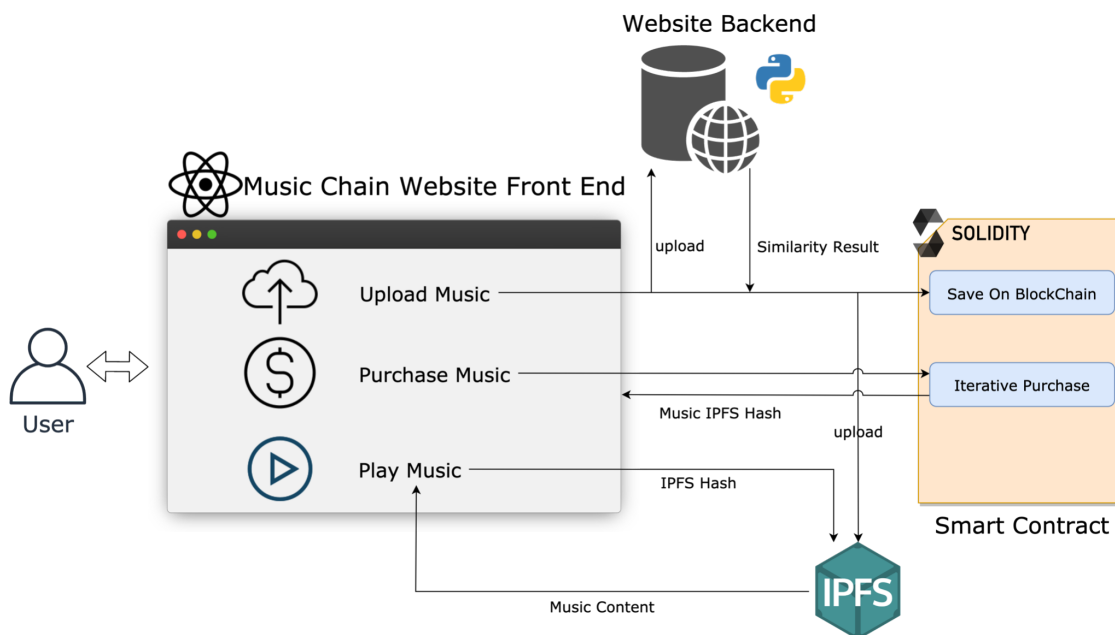 Website Backend
Music Chain Website Front End
upload
Similarity Result
SOLIDITY
Upload Music
Save On BlockChain
Purchase Music
Iterative Purchase
Music IPFS Hash
User
upload
Play Music
IPFS Hash
Smart Contract
IPFS
Music Content